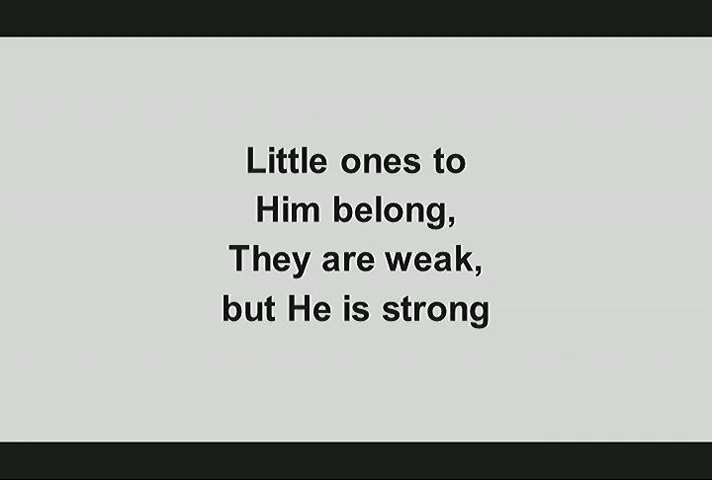 Little ones to
Him belong,
They are weak,
but He is strong